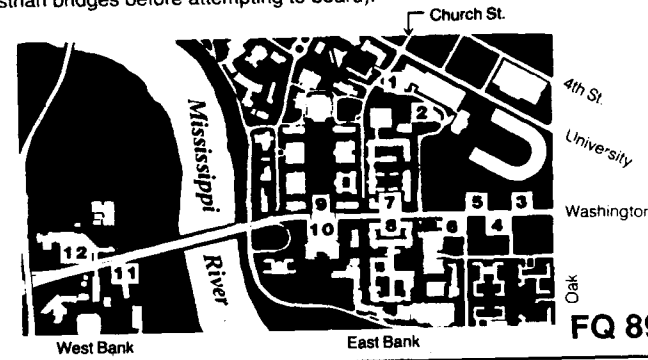 strian bridges before attempting to board).
Church St.
4th St.
University
Mississippi
River
Washington
Oak
1
2
3
4
5
6
7
8
9
10
11
12
West Bank
East Bank
FQ 89